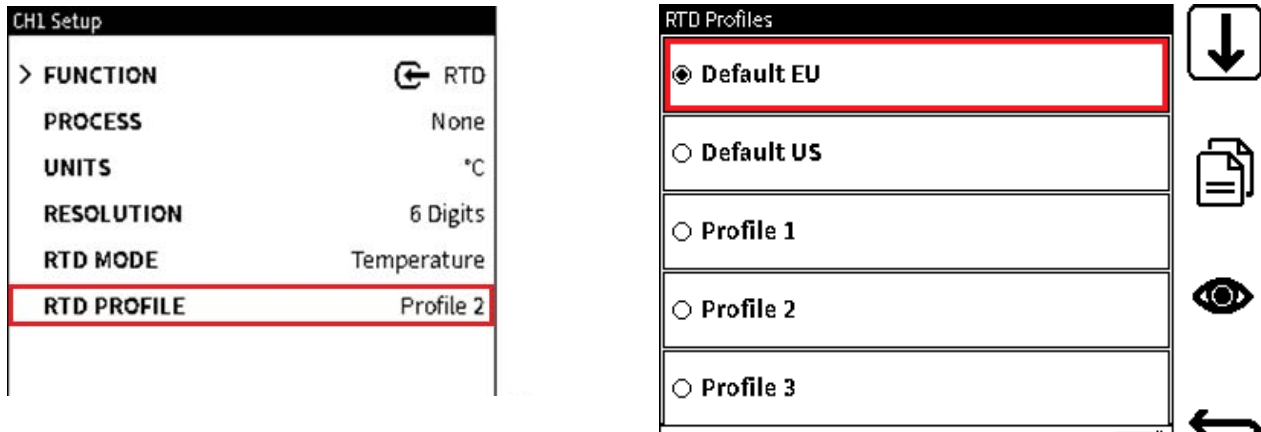 CH1 Setup
> FUNCTION RTD
PROCESS None
UNITS °C
RESOLUTION 6 Digits
RTD MODE Temperature
RTD PROFILE Profile 2
RTD Profiles
Default EU
Default US
Profile 1
Profile 2
Profile 3